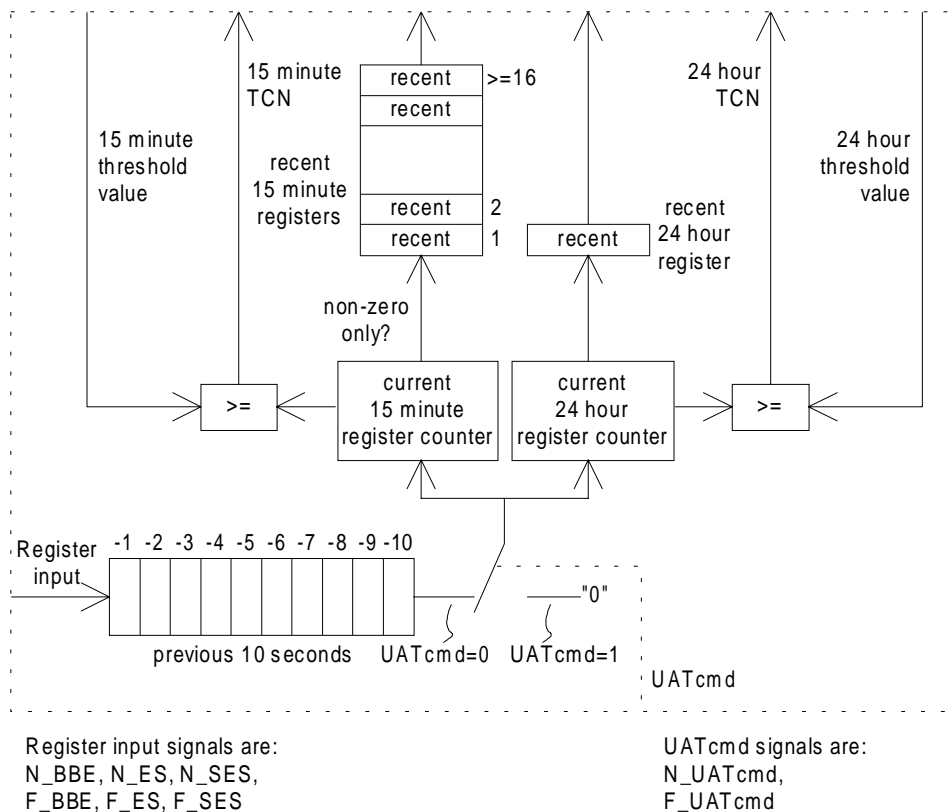 15 minute
TCN
15 minute
threshold
value
recent
15 minute
registers
recent
>=16
recent
recent
2
recent
1
non-zero
only?
24 hour
TCN
24 hour
threshold
value
recent
recent
24 hour
register
>=
current
15 minute
register counter
current
24 hour
register counter
>=
Register
input
-1 -2 -3 -4 -5 -6 -7 -8 -9 -10
previous 10 seconds
UATcmd=0
UATcmd=1
"0"
UATcmd
Register input signals are:
N_BBE, N_ES, N_SES,
F_BBE, F_ES, F_SES
UATcmd signals are:
N_UATcmd,
F_UATcmd